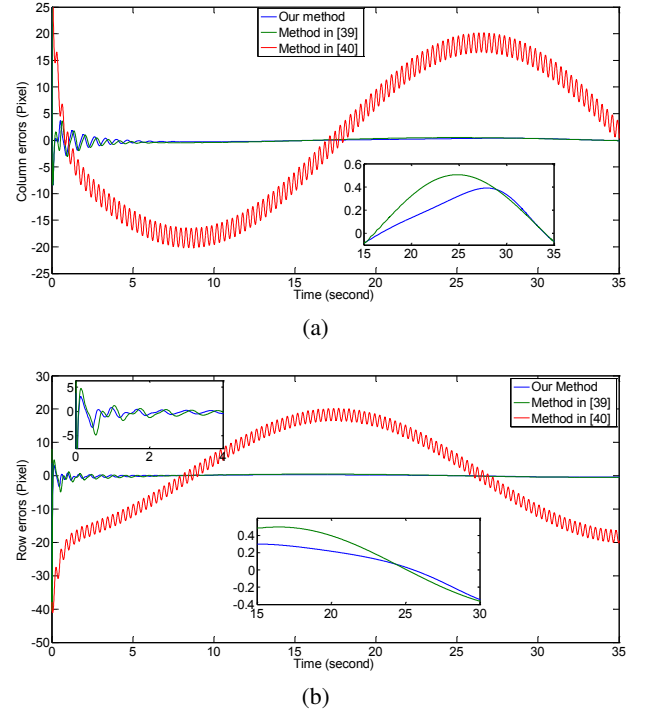 25
20
15
10
5
0
-5
-10
-15
-20
-25
Column errors (Pixel)
Our method
Method in [39]
Method in [40]
0.6
0.4
0.2
0
15 20 25 30 35
0 5 10 15 20 25 30 35
Time (second)
(a)
30
20
10
0
-10
-20
-30
-40
-50
Row errors (Pixel)
5
0
-5
0 2 4
Our Method
Method in [39]
Method in [40]
0.4
0.2
0
-0.2
-0.4
15 20 25 30
0 5 10 15 20 25 30 35
Time (second)
(b)